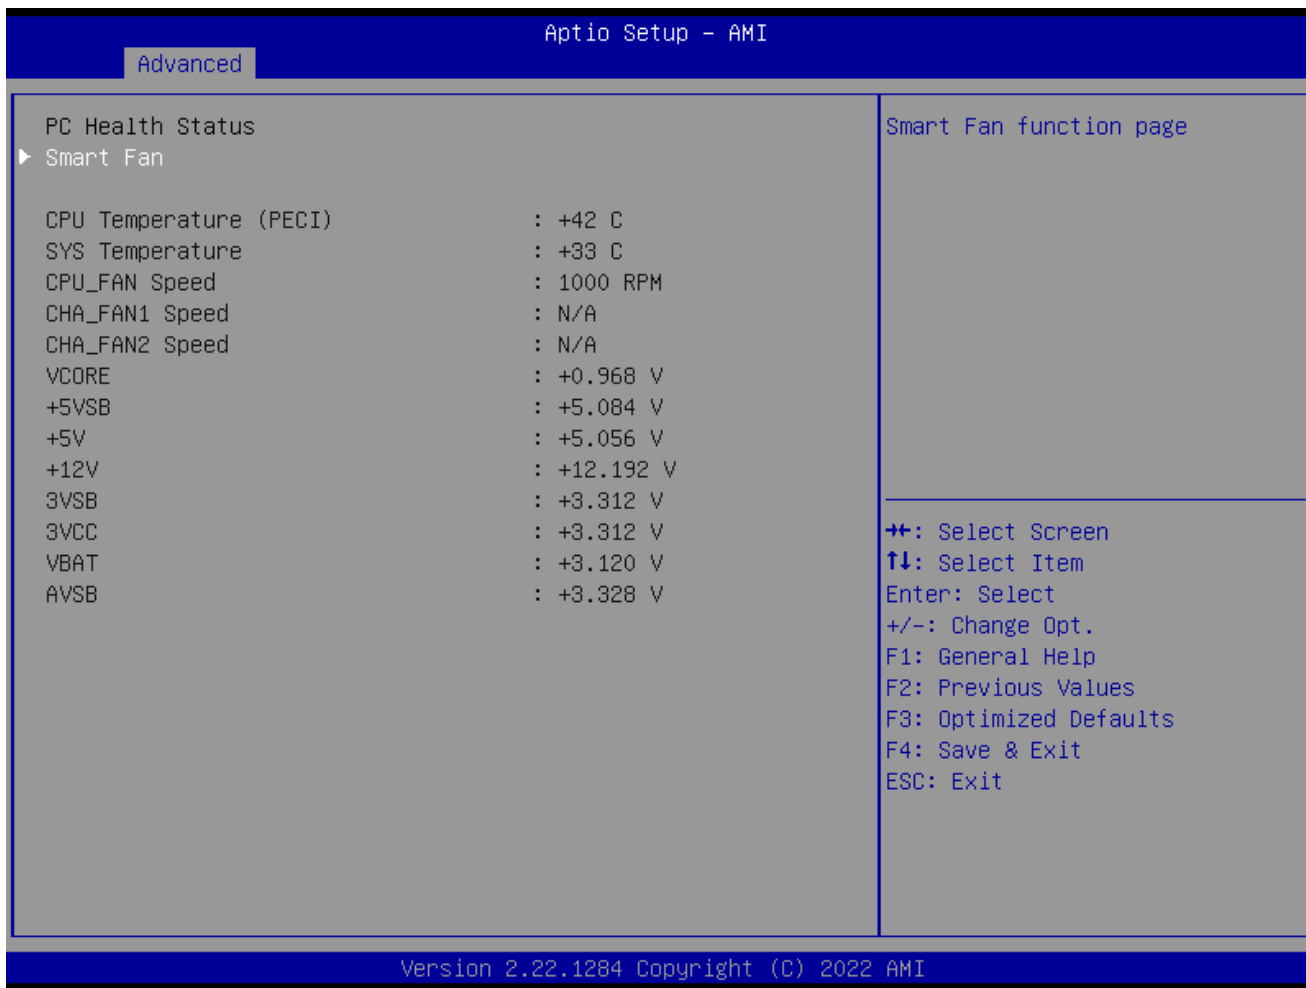 Aptio Setup – AMI
Advanced
PC Health Status
Smart Fan
CPU Temperature (PECI) : +42 C
SYS Temperature : +33 C
CPU_FAN Speed : 1000 RPM
CHA_FAN1 Speed : N/A
CHA_FAN2 Speed : N/A
VCORE : +0.968 V
+5VSB : +5.084 V
+5V : +5.056 V
+12V : +12.192 V
3VSB : +3.312 V
3VCC : +3.312 V
VBAT : +3.120 V
AVSB : +3.328 V
Smart Fan function page
→←: Select Screen
↑↓: Select Item
Enter: Select
+/-: Change Opt.
F1: General Help
F2: Previous Values
F3: Optimized Defaults
F4: Save & Exit
ESC: Exit
Version 2.22.1284 Copyright (C) 2022 AMI